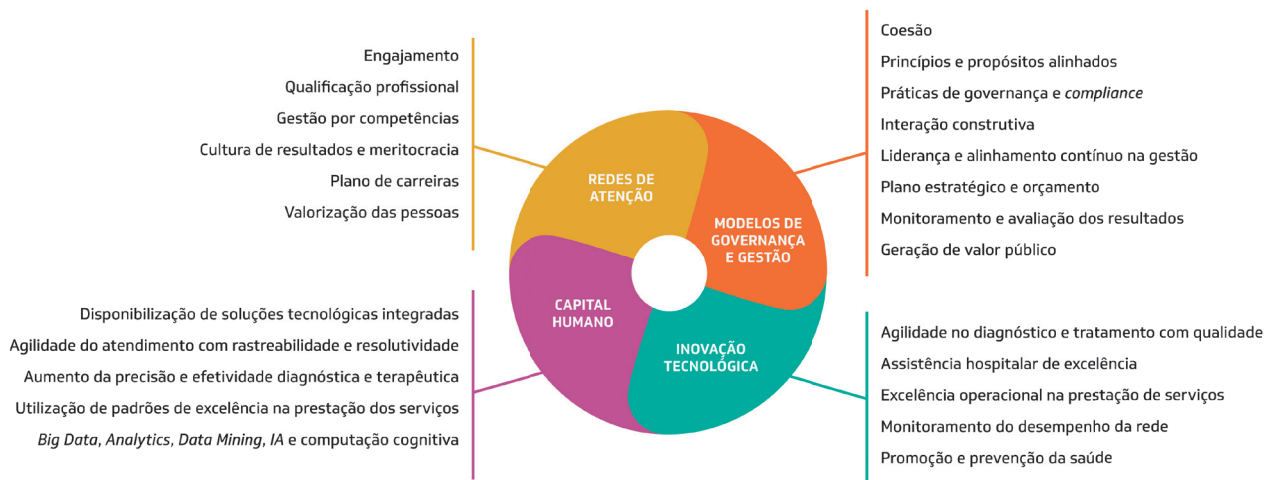 Engajamento
Qualificação profissional
Gestão por competências
Cultura de resultados e meritocracia
Plano de carreiras
Valorização das pessoas
REDES DE
ATENÇÃO
Coesão
Princípios e propósitos alinhados
Práticas de governança e compliance
Interação construtiva
Liderança e alinhamento contínuo na gestão
Plano estratégico e orçamento
Monitoramento e avaliação dos resultados
Geração de valor público
MODELOS DE
GOVERNANÇA
E GESTÃO
Disponibilização de soluções tecnológicas integradas
Agilidade do atendimento com rastreabilidade e resolutividade
Aumento da precisão e efetividade diagnóstica e terapêutica
Utilização de padrões de excelência na prestação dos serviços
Big Data, Analytics, Data Mining, IA e computação cognitiva
CAPITAL
HUMANO
INOVAÇÃO
TECNOLÓGICA
Agilidade no diagnóstico e tratamento com qualidade
Assistência hospitalar de excelência
Excelência operacional na prestação de serviços
Monitoramento do desempenho da rede
Promoção e prevenção da saúde